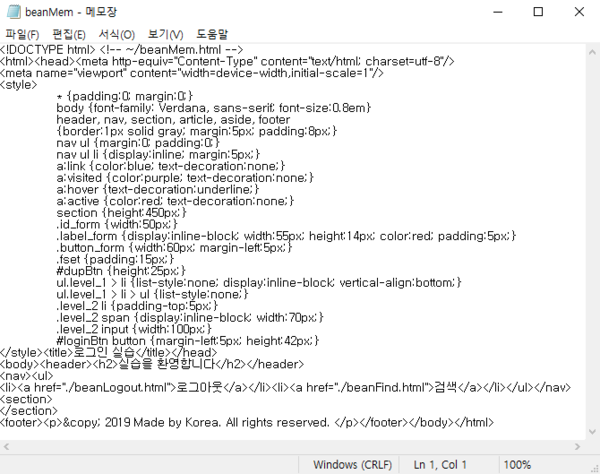 beanMem - 메모장
파일(F) 편집(E) 서식(O) 보기(V) 도움말
<!DOCTYPE html> <!-- ~/beanMem.html -->
<html><head><meta http-equiv="Content-Type" content="text/html; charset=utf-8"/>
<meta name="viewport" content="width=device-width,initial-scale=1"/>
<style>
* {padding:0; margin:0;}
body {font-family: Verdana, sans-serif; font-size:0.8em}
header, nav, section, article, aside, footer
{border:1px solid gray; margin:5px; padding:8px;}
nav ul {margin:0; padding:0;}
nav ul li {display:inline; margin:5px;}
a:link {color:blue; text-decoration:none;}
a:visited {color:purple; text-decoration:none;}
a:hover {text-decoration:underline;}
a:active {color:red; text-decoration:none;}
section {height:450px;}
.id_form {width:50px;}
.label_form {display:inline-block; width:55px; height:14px; color:red; padding:5px;}
.button_form {width:60px; margin-left:5px;}
.fset {padding:15px;}
#dupBtn {height:25px;}
ul.level_1 > li {list-style:none; display:inline-block; vertical-align:bottom;}
ul.level_1 > li > ul {list-style:none;}
.level_2 li {padding-top:5px;}
.level_2 span {display:inline-block; width:70px;}
.level_2 input {width:100px;}
#loginBtn button {margin-left:5px; height:42px;}
</style><title>로그인 실습</title></head>
<body><header><h2>실습을 환영합니다</h2></header>
<nav><ul>
<li><a href="./beanLogout.html">로그아웃</a></li><li><a href="./beanFind.html">검색</a></li></ul></nav>
<section>
</section>
<footer><p>&copy; 2019 Made by Korea. All rights reserved. </p></footer></body></html>
Windows (CRLF) Ln 1, Col 1 100%